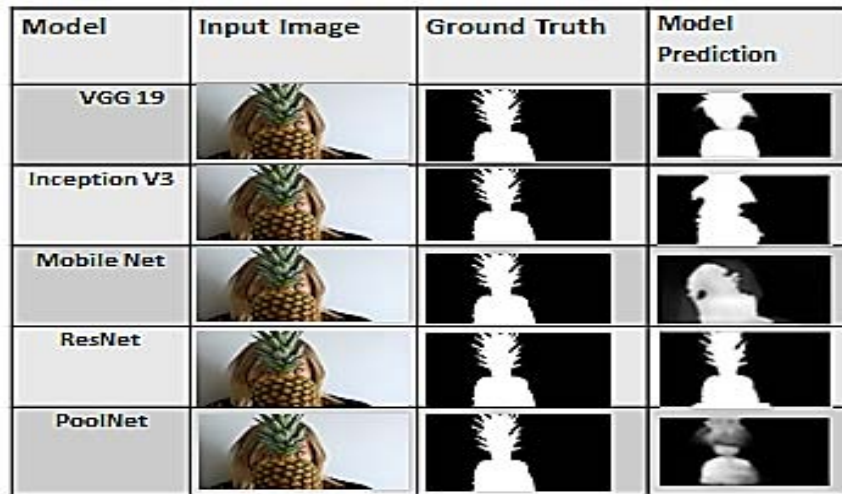 Model Input Image Ground Truth Model
Prediction
VGG 19
Inception V3
Mobile Net
ResNet
PoolNet